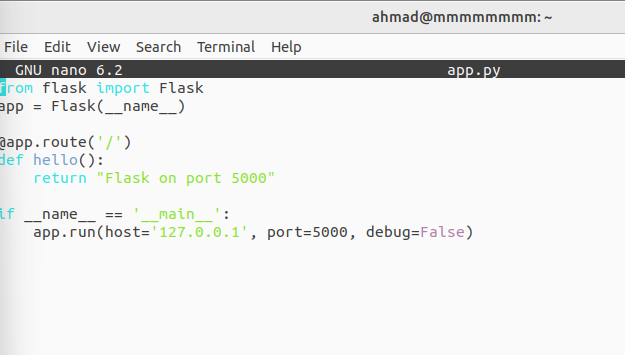 ahmad@mmmmmmmm: ~
File Edit View Search Terminal Help
GNU nano 6.2 app.py
from flask import Flask
app = Flask(__name__)
@app.route('/')
def hello():
    return "Flask on port 5000"
if __name__ == '__main__':
    app.run(host='127.0.0.1', port=5000, debug=False)